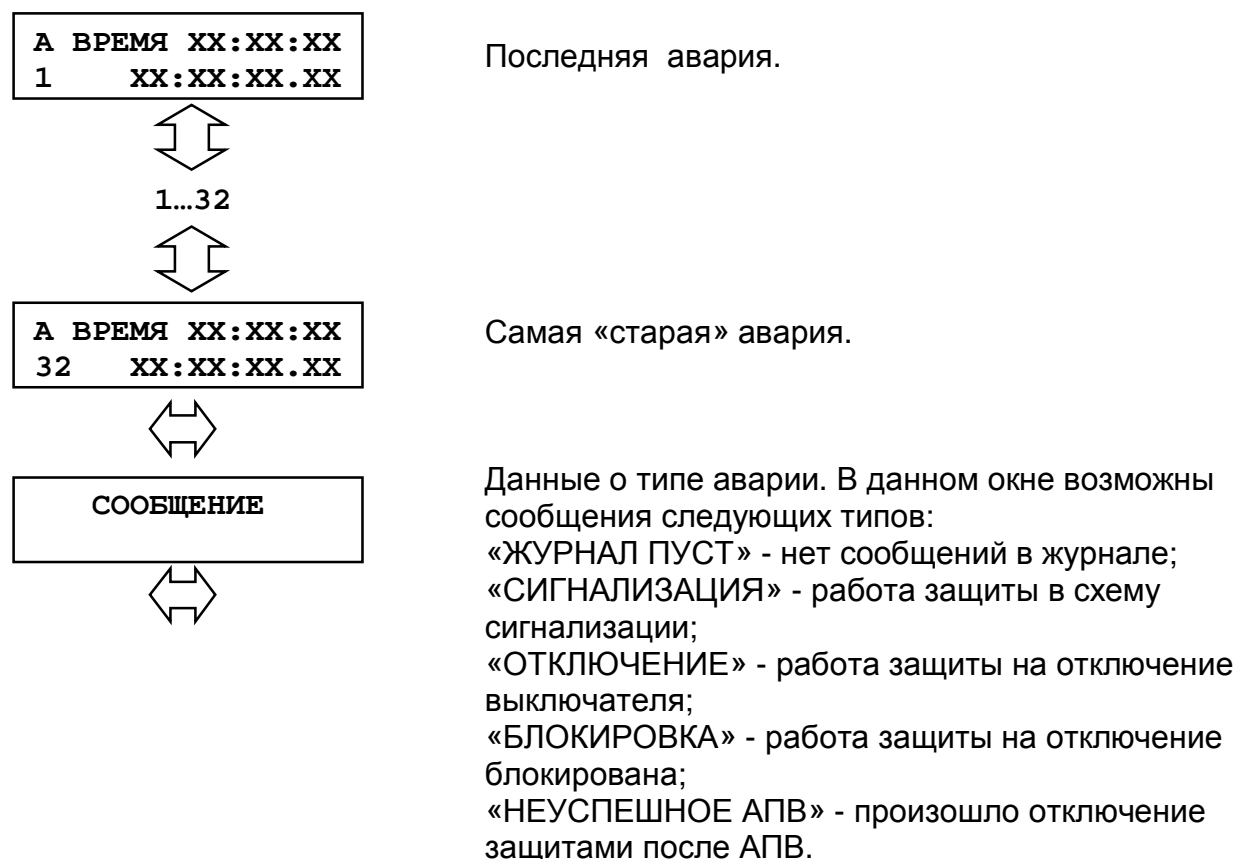 А ВРЕМЯ XX:XX:XX
1 XX:XX:XX.XX
Последняя авария.
1…32
А ВРЕМЯ XX:XX:XX
32 XX:XX:XX.XX
Самая «старая» авария.
СООБЩЕНИЕ
Данные о типе аварии. В данном окне возможны
сообщения следующих типов:
«ЖУРНАЛ ПУСТ» - нет сообщений в журнале;
«СИГНАЛИЗАЦИЯ» - работа защиты в схему
сигнализации;
«ОТКЛЮЧЕНИЕ» - работа защиты на отключение
выключателя;
«БЛОКИРОВКА» - работа защиты на отключение
блокирована;
«НЕУСПЕШНОЕ АПВ» - произошло отключение
защитами после АПВ.